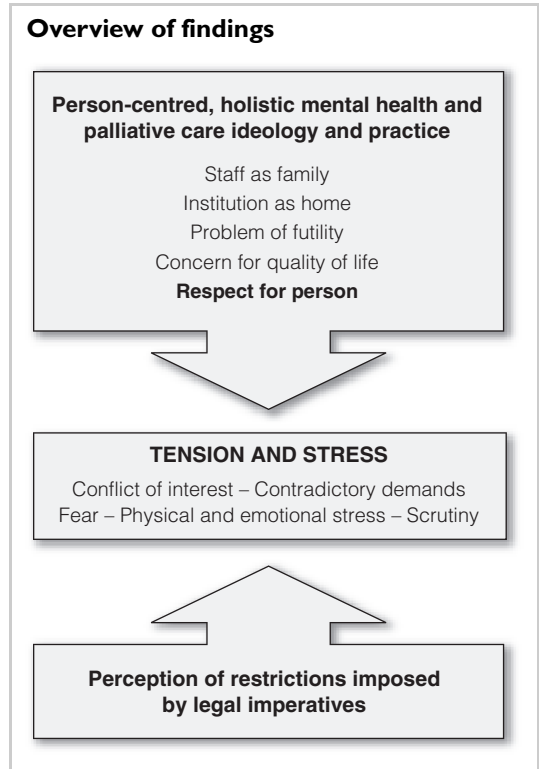 Overview of findings
Person-centred, holistic mental health and
palliative care ideology and practice
Staff as family
Institution as home
Problem of futility
Concern for quality of life
Respect for person
TENSION AND STRESS
Conflict of interest – Contradictory demands
Fear – Physical and emotional stress – Scrutiny
Perception of restrictions imposed
by legal imperatives